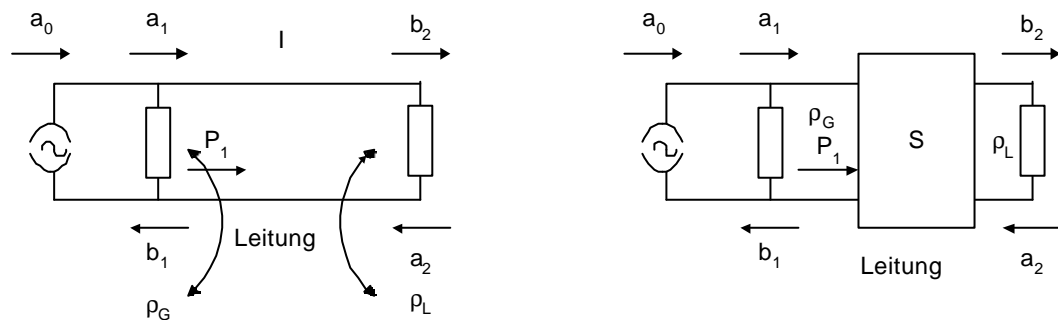 a0 a1 l b2
P1
Leitung
b1 a2
ρG ρL
a0 a1 b2
ρG
P1 S ρL
b1 a2
Leitung